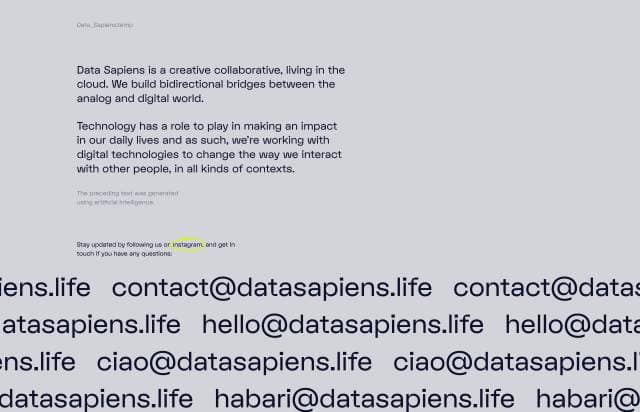 Data_Sapiens(temp
Data Sapiens is a creative collaborative, living in the
cloud. We build bidirectional bridges between the
analog and digital world.
Technology has a role to play in making an impact
in our daily lives and as such, we're working with
digital technologies to change the way we interact
with other people, in all kinds of contexts.
The preceding text was generated
using artificial intelligence.
Stay updated by following us on instagram, and get in
touch if you have any questions:
iens.life contact@datasapiens.life contact@datas
atasapiens.life hello@datasapiens.life hello@data
ens.life ciao@datasapiens.life ciao@datasapiens.li
datasapiens.life habari@datasapiens.life habari@